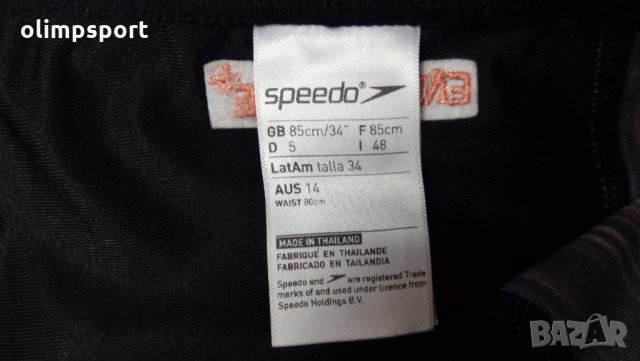 olimpsport
speedo®
GB 85cm/34" F 85cm
D 5 I 48
LatAm talla 34
AUS 14
WAIST 80cm
MADE IN THAILAND
FABRIQUÉ EN THAILANDE
FABRICADO EN TAILANDIA
Speedo and are registered Trade
marks of and used under licence from
Speedo Holdings B.V.
BAZAR